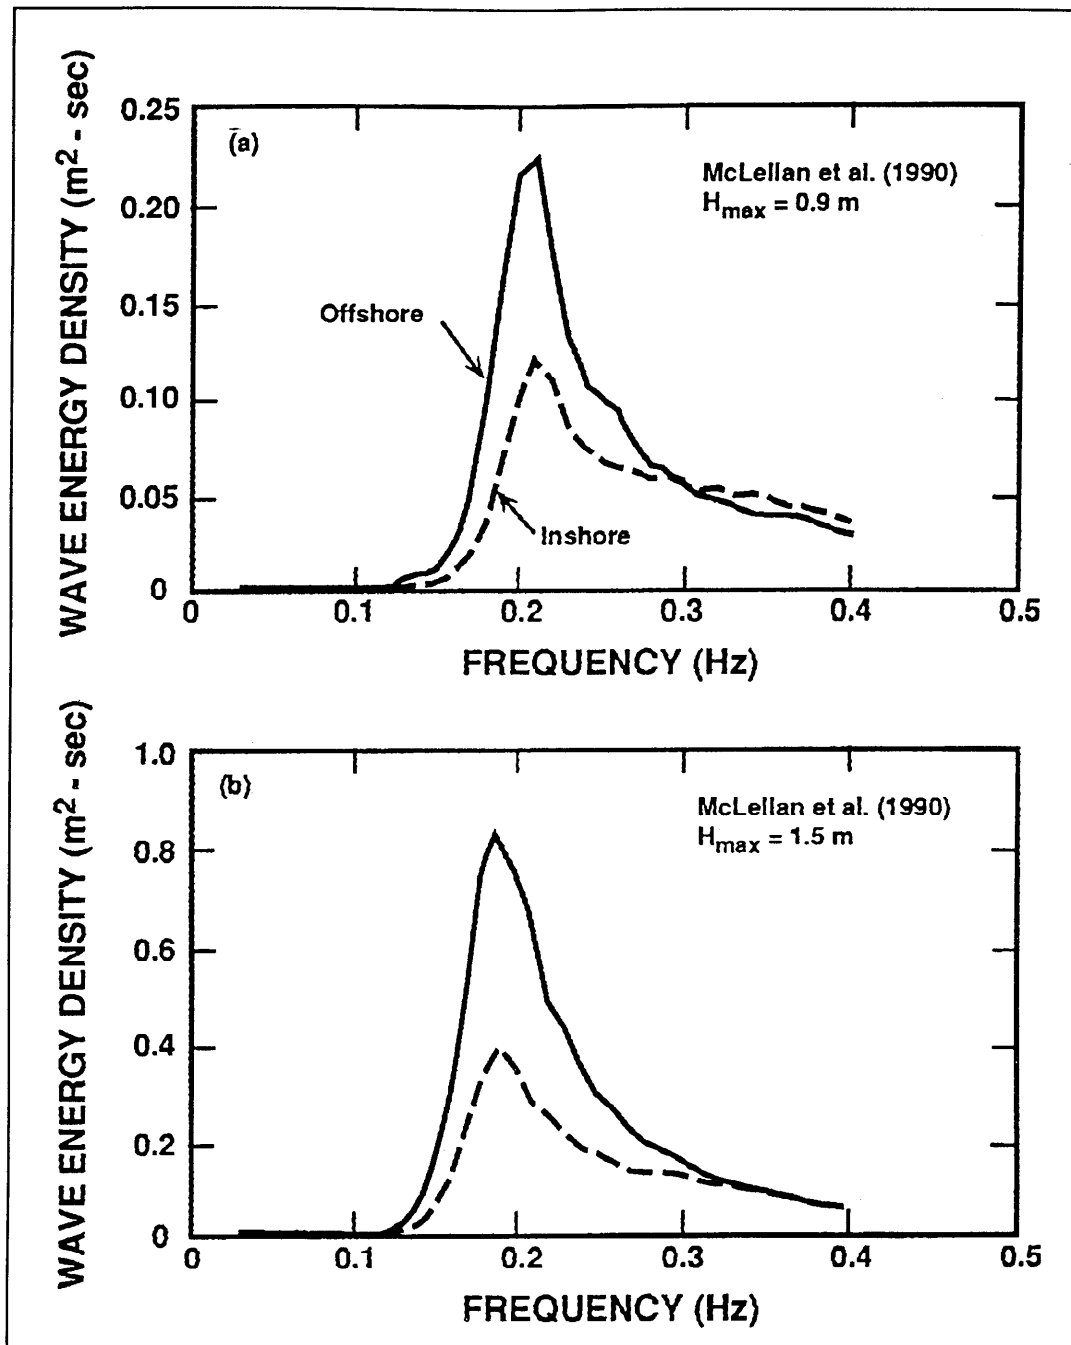 WAVE ENERGY DENSITY (m² - sec)
0.25
0.20
0.15
0.10
0.05
0
(a)
McLellan et al. (1990)
Hmax = 0.9 m
Offshore
Inshore
0 0.1 0.2 0.3 0.4 0.5
FREQUENCY (Hz)
WAVE ENERGY DENSITY (m² - sec)
1.0
0.8
0.6
0.4
0.2
0
(b)
McLellan et al. (1990)
Hmax = 1.5 m
0 0.1 0.2 0.3 0.4 0.5
FREQUENCY (Hz)